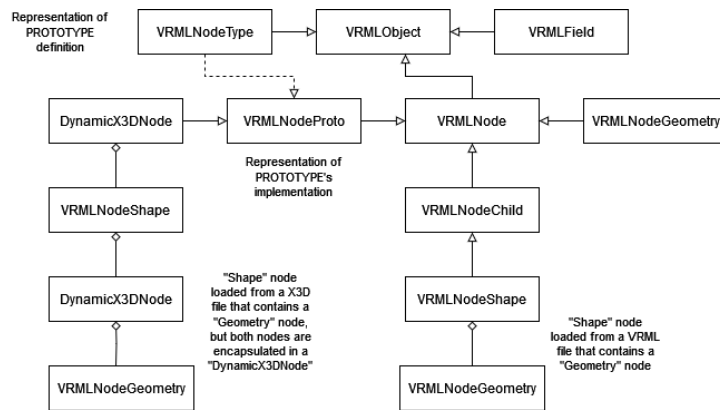 Representation of
PROTOTYPE
definition
VRMLNodeType
VRMLObject
VRMLField
DynamicX3DNode
VRMLNodeProto
VRMLNode
VRMLNodeGeometry
Representation of
PROTOTYPE's
implementation
VRMLNodeShape
VRMLNodeChild
DynamicX3DNode
"Shape" node
loaded from a X3D
file that contains a
"Geometry" node,
but both nodes are
encapsulated in a
"DynamicX3DNode"
VRMLNodeShape
"Shape" node
loaded from a VRML
file that contains a
"Geometry" node
VRMLNodeGeometry
VRMLNodeGeometry